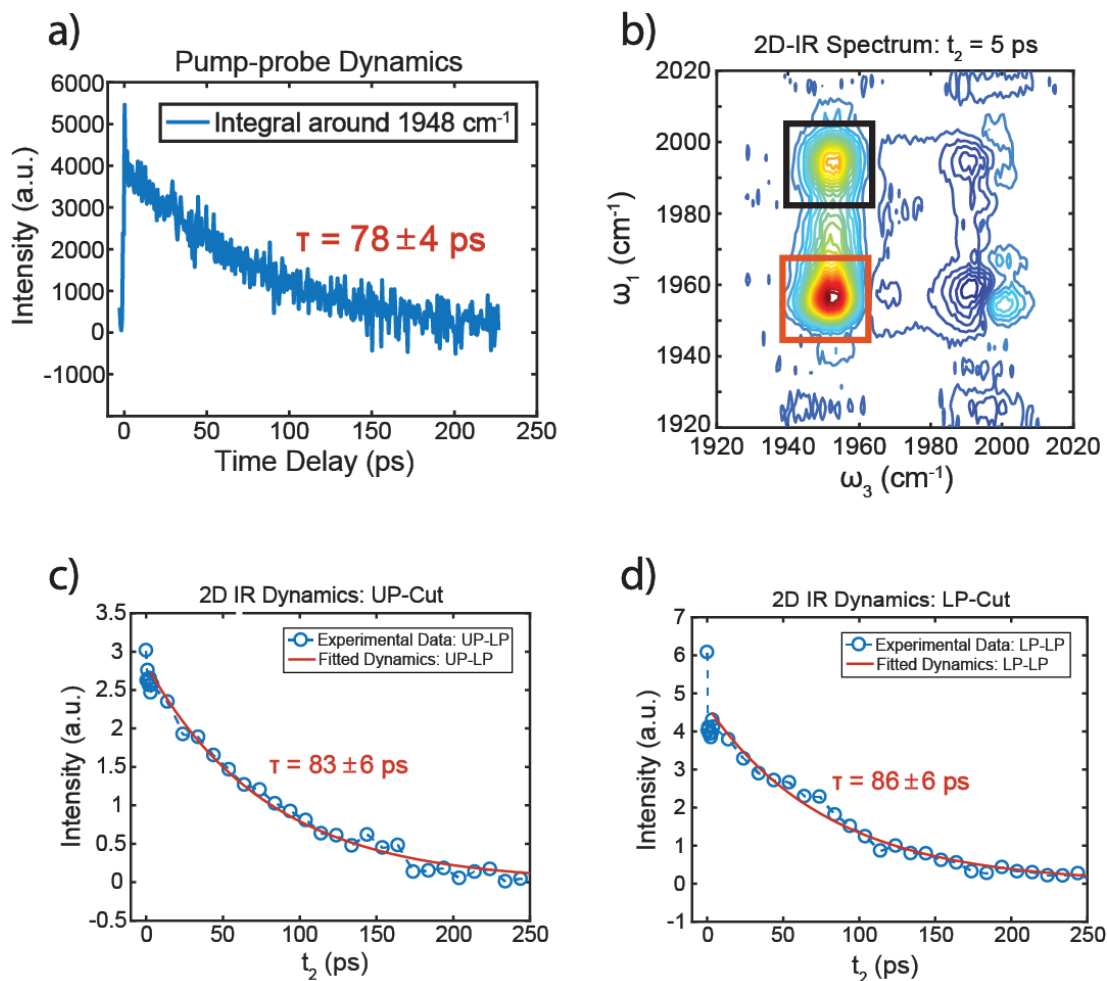 a)
Pump-probe Dynamics
Integral around 1948 cm⁻¹
τ = 78 ± 4 ps
Intensity (a.u.)
6000
5000
4000
3000
2000
1000
0
-1000
0 50 100 150 200 250
Time Delay (ps)
b)
2D-IR Spectrum: t₂ = 5 ps
ω₁ (cm⁻¹)
2020
2000
1980
1960
1940
1920
1920 1940 1960 1980 2000 2020
ω₃ (cm⁻¹)
c)
2D IR Dynamics: UP-Cut
Experimental Data: UP-LP
Fitted Dynamics: UP-LP
τ = 83 ± 6 ps
Intensity (a.u.)
3.5
3
2.5
2
1.5
1
0.5
0
-0.5
0 50 100 150 200 250
t₂ (ps)
d)
2D IR Dynamics: LP-Cut
Experimental Data: LP-LP
Fitted Dynamics: LP-LP
τ = 86 ± 6 ps
Intensity (a.u.)
7
6
5
4
3
2
1
0
-1
0 50 100 150 200 250
t₂ (ps)